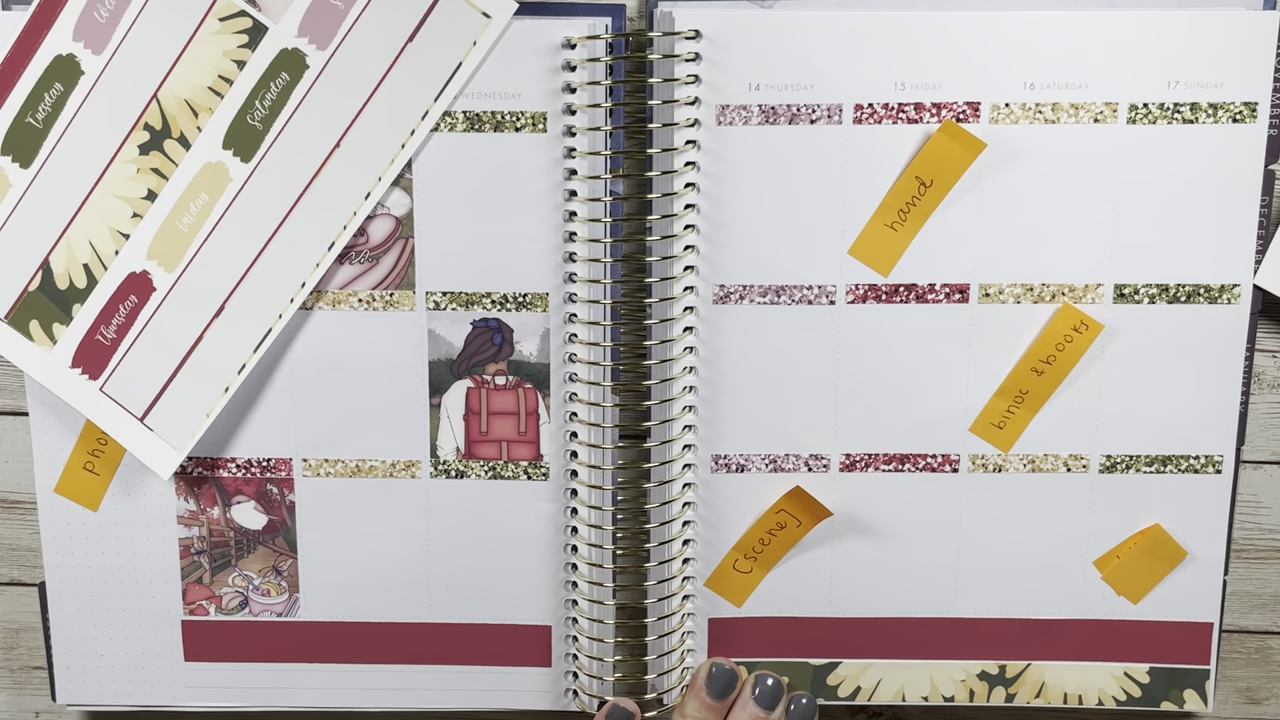 Tuesday
Saturday
Friday
Thursday
WEDNESDAY
14 THURSDAY
15 FRIDAY
16 SATURDAY
17 SUNDAY
NOVEMBER
DECEMBER
JANUARY
hand
binoc & books
pho
[scene]